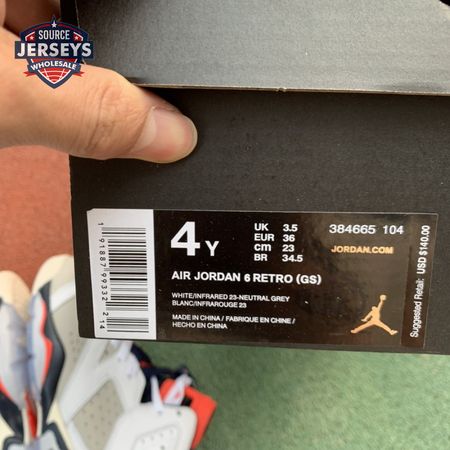 SOURCE
JERSEYS
WHOLESALE
4Y
UK 3.5
EUR 36
cm 23
BR 34.5
384665 104
JORDAN.COM
AIR JORDAN 6 RETRO (GS)
WHITE/INFRARED 23-NEUTRAL GREY
BLANC/INFRAROUGE 23
MADE IN CHINA / FABRIQUE EN CHINE /
HECHO EN CHINA
Suggested Retail: USD $140.00